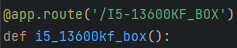 @app.route('/I5-13600KF_BOX')
def i5_13600kf_box():